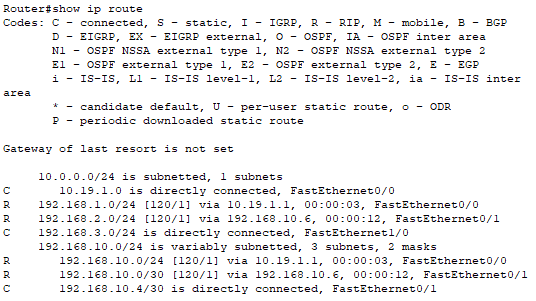 Router#show ip route
Codes: C - connected, S - static, I - IGRP, R - RIP, M - mobile, B - BGP
D - EIGRP, EX - EIGRP external, O - OSPF, IA - OSPF inter area
N1 - OSPF NSSA external type 1, N2 - OSPF NSSA external type 2
E1 - OSPF external type 1, E2 - OSPF external type 2, E - EGP
i - IS-IS, L1 - IS-IS level-1, L2 - IS-IS level-2, ia - IS-IS inter
area
* - candidate default, U - per-user static route, o - ODR
P - periodic downloaded static route
Gateway of last resort is not set
10.0.0.0/24 is subnetted, 1 subnets
C 10.19.1.0 is directly connected, FastEthernet0/0
R 192.168.1.0/24 [120/1] via 10.19.1.1, 00:00:03, FastEthernet0/0
R 192.168.2.0/24 [120/1] via 192.168.10.6, 00:00:12, FastEthernet0/1
C 192.168.3.0/24 is directly connected, FastEthernet1/0
192.168.10.0/24 is variably subnetted, 3 subnets, 2 masks
R 192.168.10.0/24 [120/1] via 10.19.1.1, 00:00:03, FastEthernet0/0
R 192.168.10.0/30 [120/1] via 192.168.10.6, 00:00:12, FastEthernet0/1
C 192.168.10.4/30 is directly connected, FastEthernet0/1